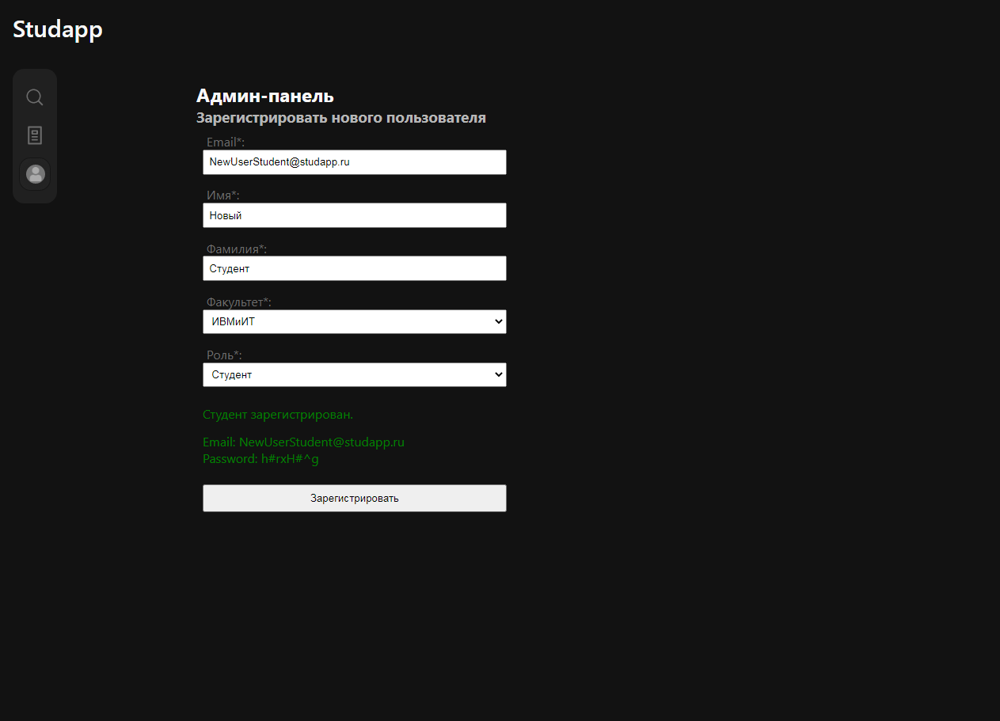 Studapp
Админ-панель
Зарегистрировать нового пользователя
Email*:
NewUserStudent@studapp.ru
Имя*:
Новый
Фамилия*:
Студент
Факультет*:
ИВМиИТ
Роль*:
Студент
Студент зарегистрирован.
Email: NewUserStudent@studapp.ru
Password: h#rxH#^g
Зарегистрировать